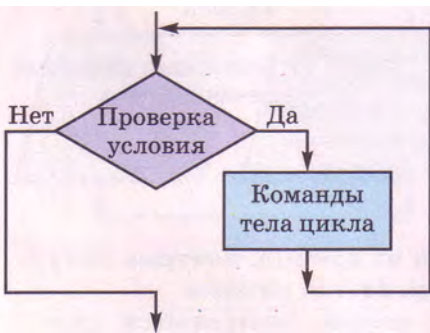 Нет
Проверка
условия
Да
Команды
тела цикла